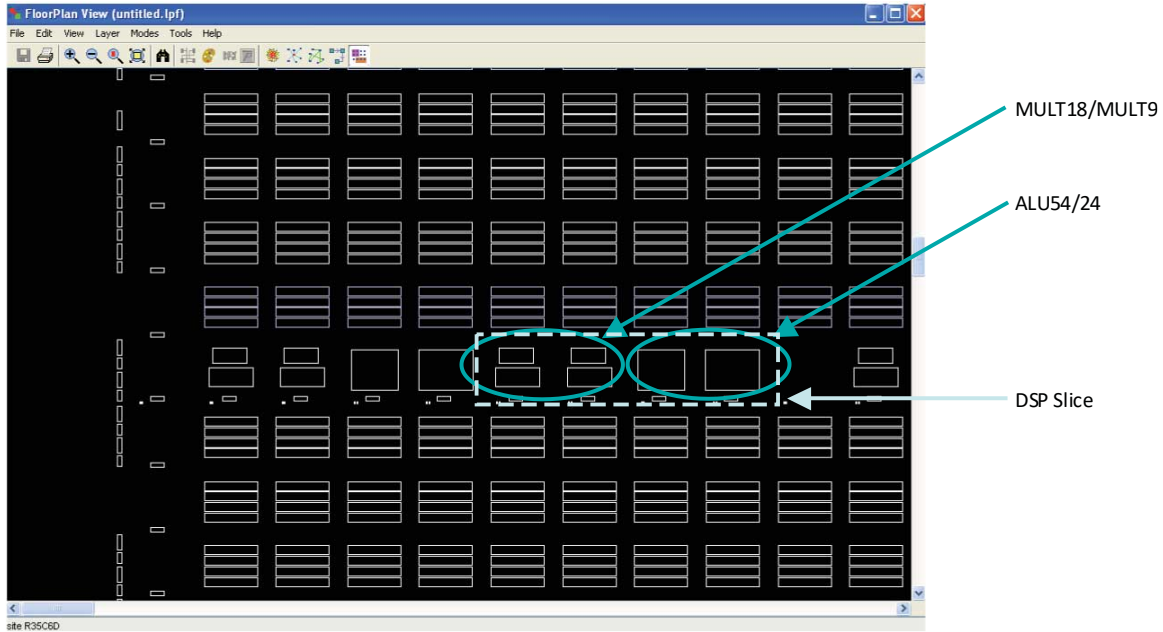 FloorPlan View (untitled.lpf)
File Edit View Layer Modes Tools Help
MULT18/MULT9
ALU54/24
DSP Slice
site R35C6D